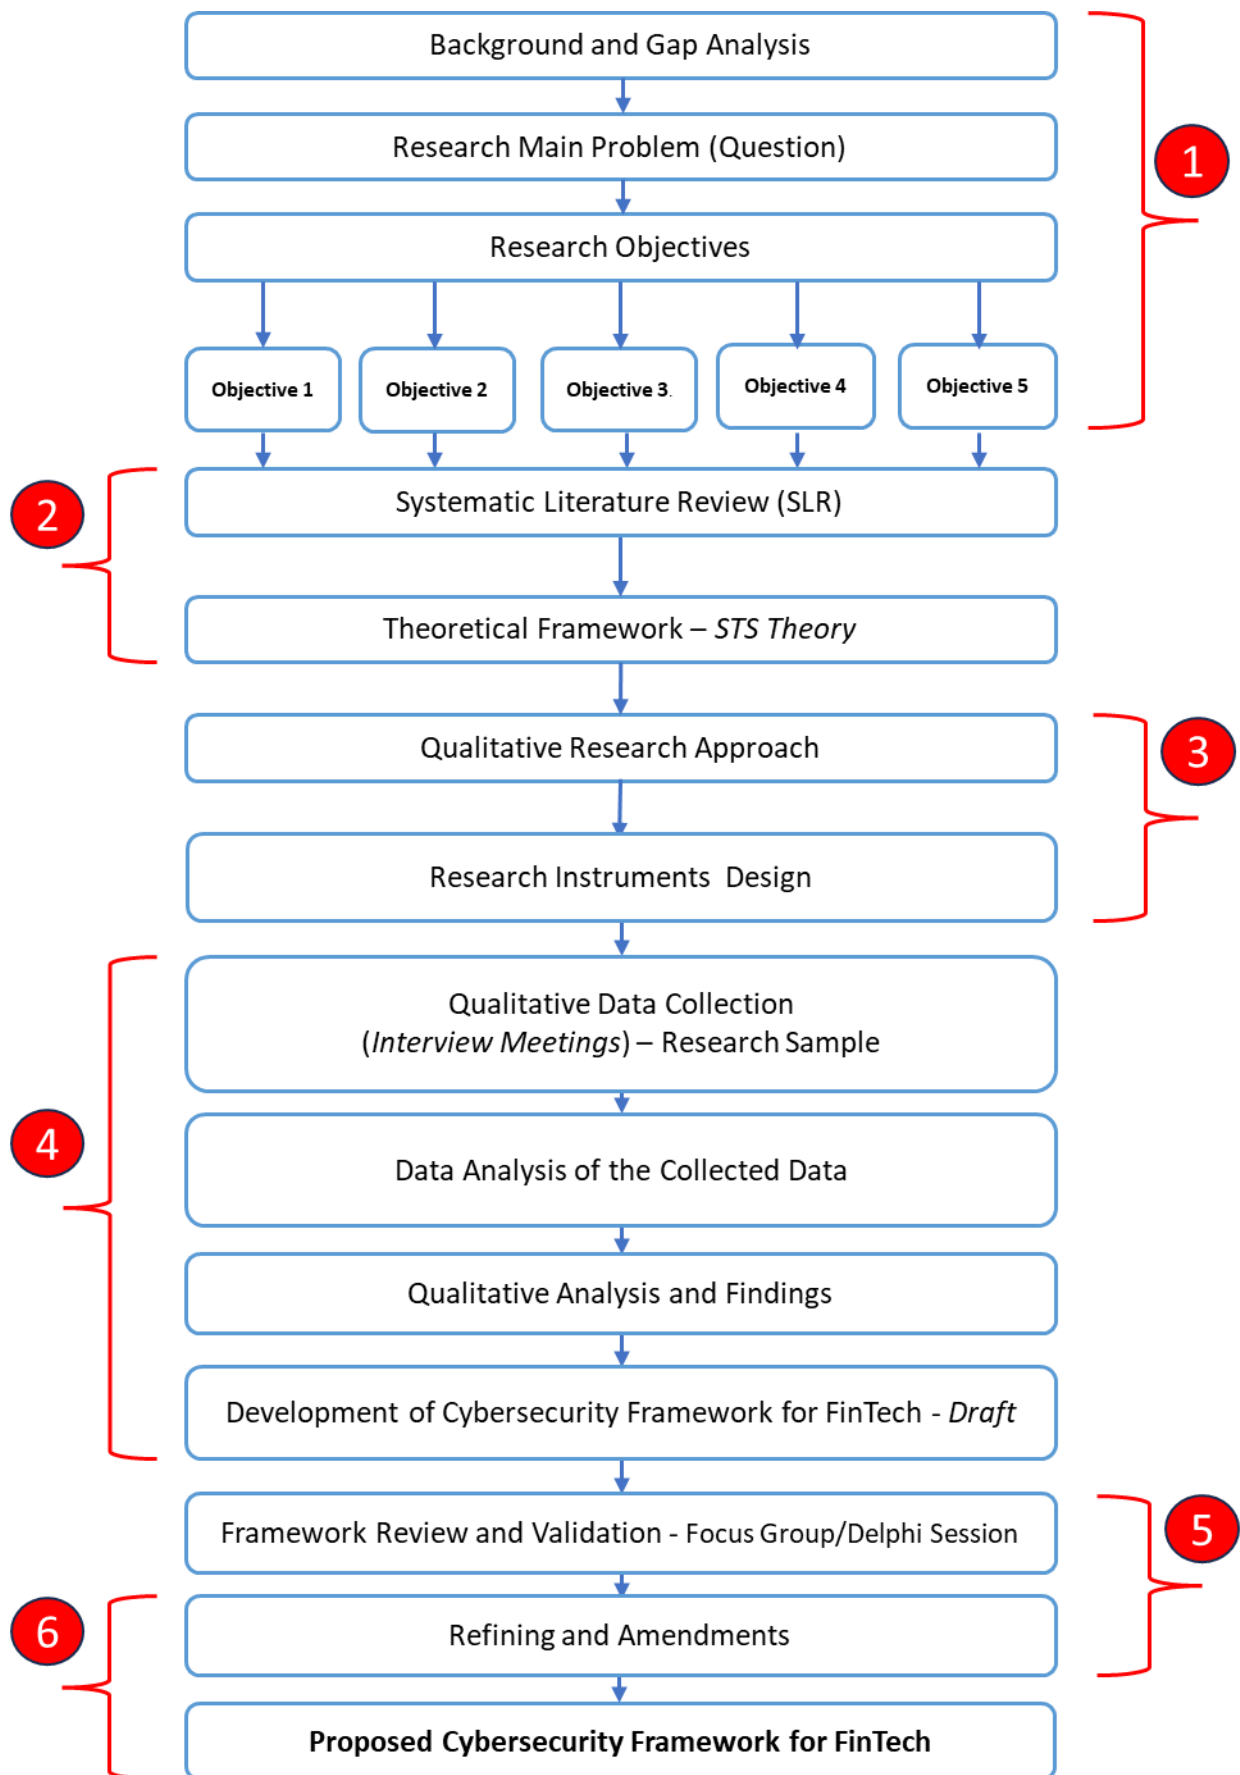 Background and Gap Analysis
1
Research Main Problem (Question)
Research Objectives
Objective 1
Objective 2
Objective 3.
Objective 4
Objective 5
2
Systematic Literature Review (SLR)
Theoretical Framework – STS Theory
3
Qualitative Research Approach
Research Instruments  Design
4
Qualitative Data Collection
(Interview Meetings) – Research Sample
Data Analysis of the Collected Data
Qualitative Analysis and Findings
Development of Cybersecurity Framework for FinTech - Draft
5
Framework Review and Validation - Focus Group/Delphi Session
6
Refining and Amendments
Proposed Cybersecurity Framework for FinTech